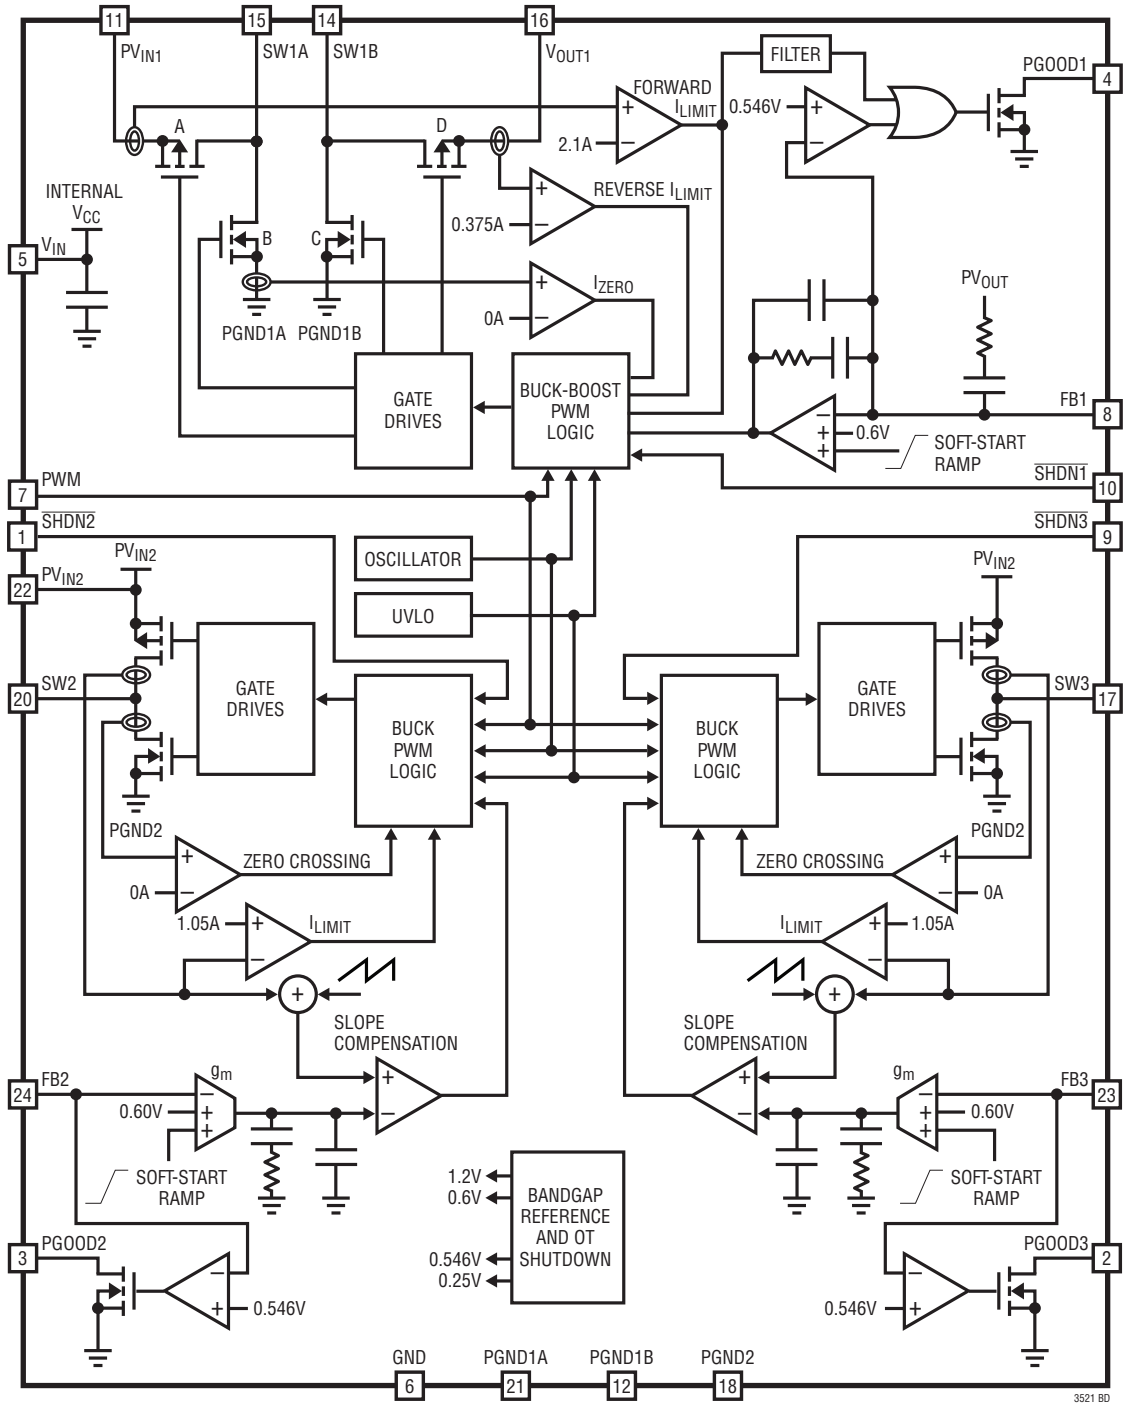 11
15
14
16
PVIN1
SW1A
SW1B
VOUT1
FILTER
PGOOD1
4
FORWARD
ILIMIT
0.546V
+
−
A
D
+
−
2.1A
INTERNAL
VCC
VIN
5
B
C
+
−
REVERSE ILIMIT
0.375A
+
−
IZERO
0A
PGND1A
PGND1B
PVOUT
GATE
DRIVES
BUCK-BOOST
PWM
LOGIC
−
+
+
0.6V
SOFT-START
RAMP
FB1
8
SHDN1
10
PWM
7
SHDN2
1
SHDN3
9
OSCILLATOR
UVLO
PVIN2
PVIN2
22
PVIN2
GATE
DRIVES
SW2
20
BUCK
PWM
LOGIC
BUCK
PWM
LOGIC
GATE
DRIVES
SW3
17
PGND2
PGND2
+
−
ZERO CROSSING
0A
ZERO CROSSING
+
−
0A
1.05A
+
−
ILIMIT
ILIMIT
+
−
1.05A
+
+
SLOPE
COMPENSATION
SLOPE
COMPENSATION
gm
gm
FB2
24
−
+
+
0.60V
+
−
+
−
−
+
+
0.60V
FB3
23
SOFT-START
RAMP
SOFT-START
RAMP
1.2V
0.6V
0.546V
0.25V
BANDGAP
REFERENCE
AND OT
SHUTDOWN
PGOOD2
3
−
+
0.546V
PGOOD3
2
−
+
0.546V
GND
6
PGND1A
21
PGND1B
12
PGND2
18
3521 BD